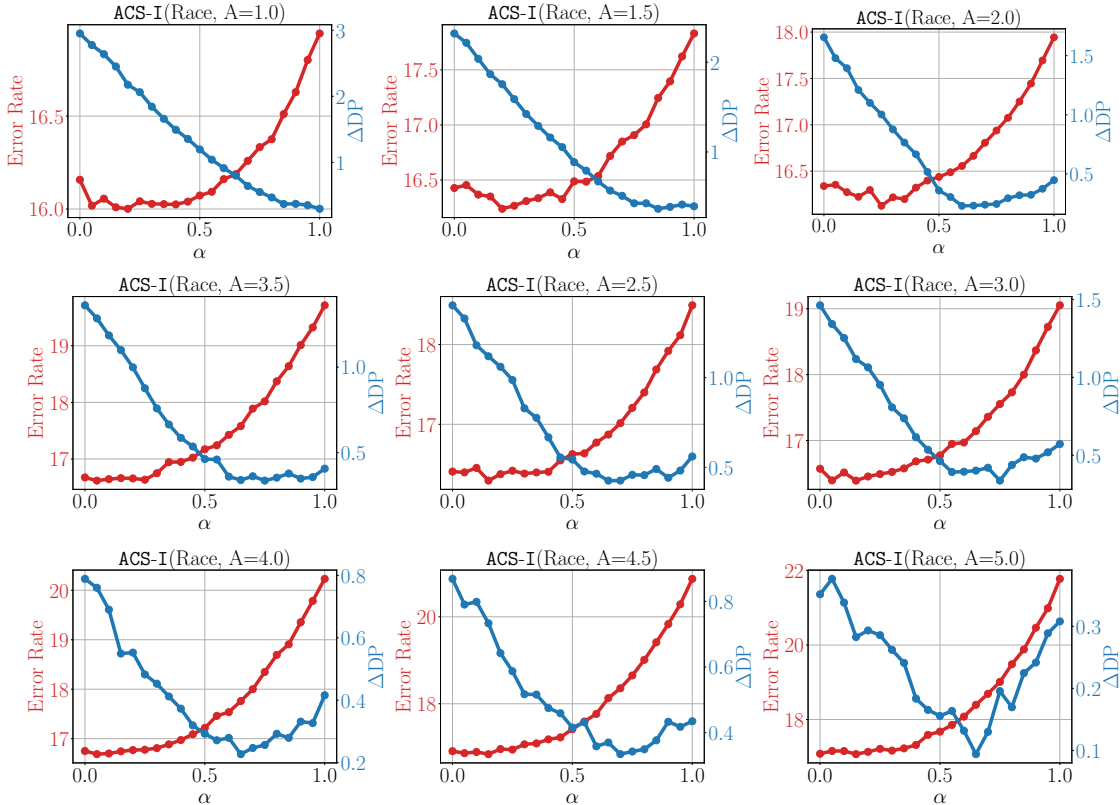 ACS-I(Race, A=1.0)
Error Rate
16.5
16.0
3
2
1
ΔDP
0.0 0.5 1.0
α
ACS-I(Race, A=1.5)
Error Rate
17.5
17.0
16.5
2
1
ΔDP
0.0 0.5 1.0
α
ACS-I(Race, A=2.0)
Error Rate
18.0
17.5
17.0
16.5
1.5
1.0
0.5
ΔDP
0.0 0.5 1.0
α
ACS-I(Race, A=3.5)
Error Rate
19
18
17
1.0
0.5
ΔDP
0.0 0.5 1.0
α
ACS-I(Race, A=2.5)
Error Rate
18
17
1.0
0.5
ΔDP
0.0 0.5 1.0
α
ACS-I(Race, A=3.0)
Error Rate
19
18
17
1.5
1.0
0.5
ΔDP
0.0 0.5 1.0
α
ACS-I(Race, A=4.0)
Error Rate
20
19
18
17
0.8
0.6
0.4
0.2
ΔDP
0.0 0.5 1.0
α
ACS-I(Race, A=4.5)
Error Rate
20
18
0.8
0.6
0.4
ΔDP
0.0 0.5 1.0
α
ACS-I(Race, A=5.0)
Error Rate
22
20
18
0.3
0.2
0.1
ΔDP
0.0 0.5 1.0
α